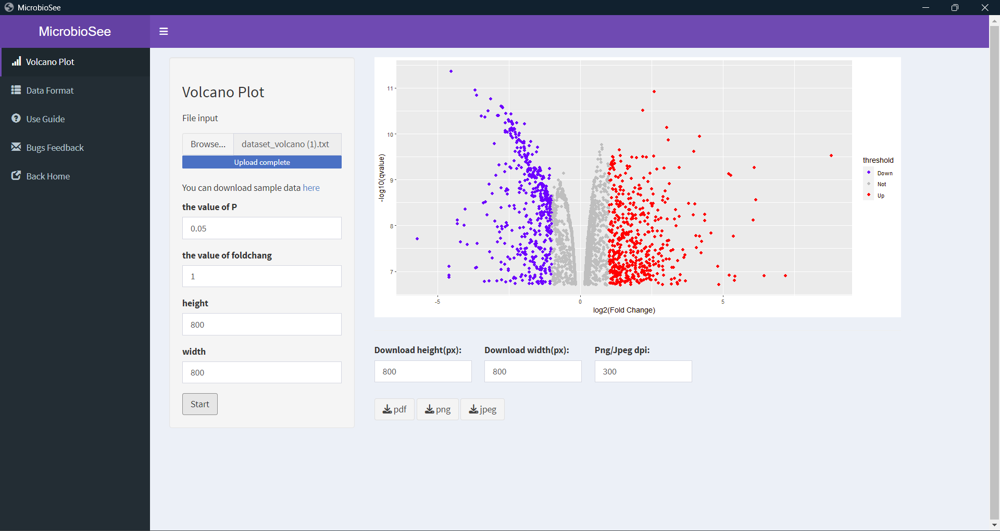 MicrobioSee
MicrobioSee
Volcano Plot
Data Format
Use Guide
Bugs Feedback
Back Home
Volcano Plot
File input
Browse... dataset_volcano (1).txt
Upload complete
You can download sample data here
the value of P
0.05
the value of foldchang
1
height
800
width
800
Start
-log10(qvalue)
11
10
9
8
7
-5 0 5
log2(Fold Change)
threshold
Down
Not
Up
Download height(px): Download width(px): Png/Jpeg dpi:
800 800 300
pdf png jpeg